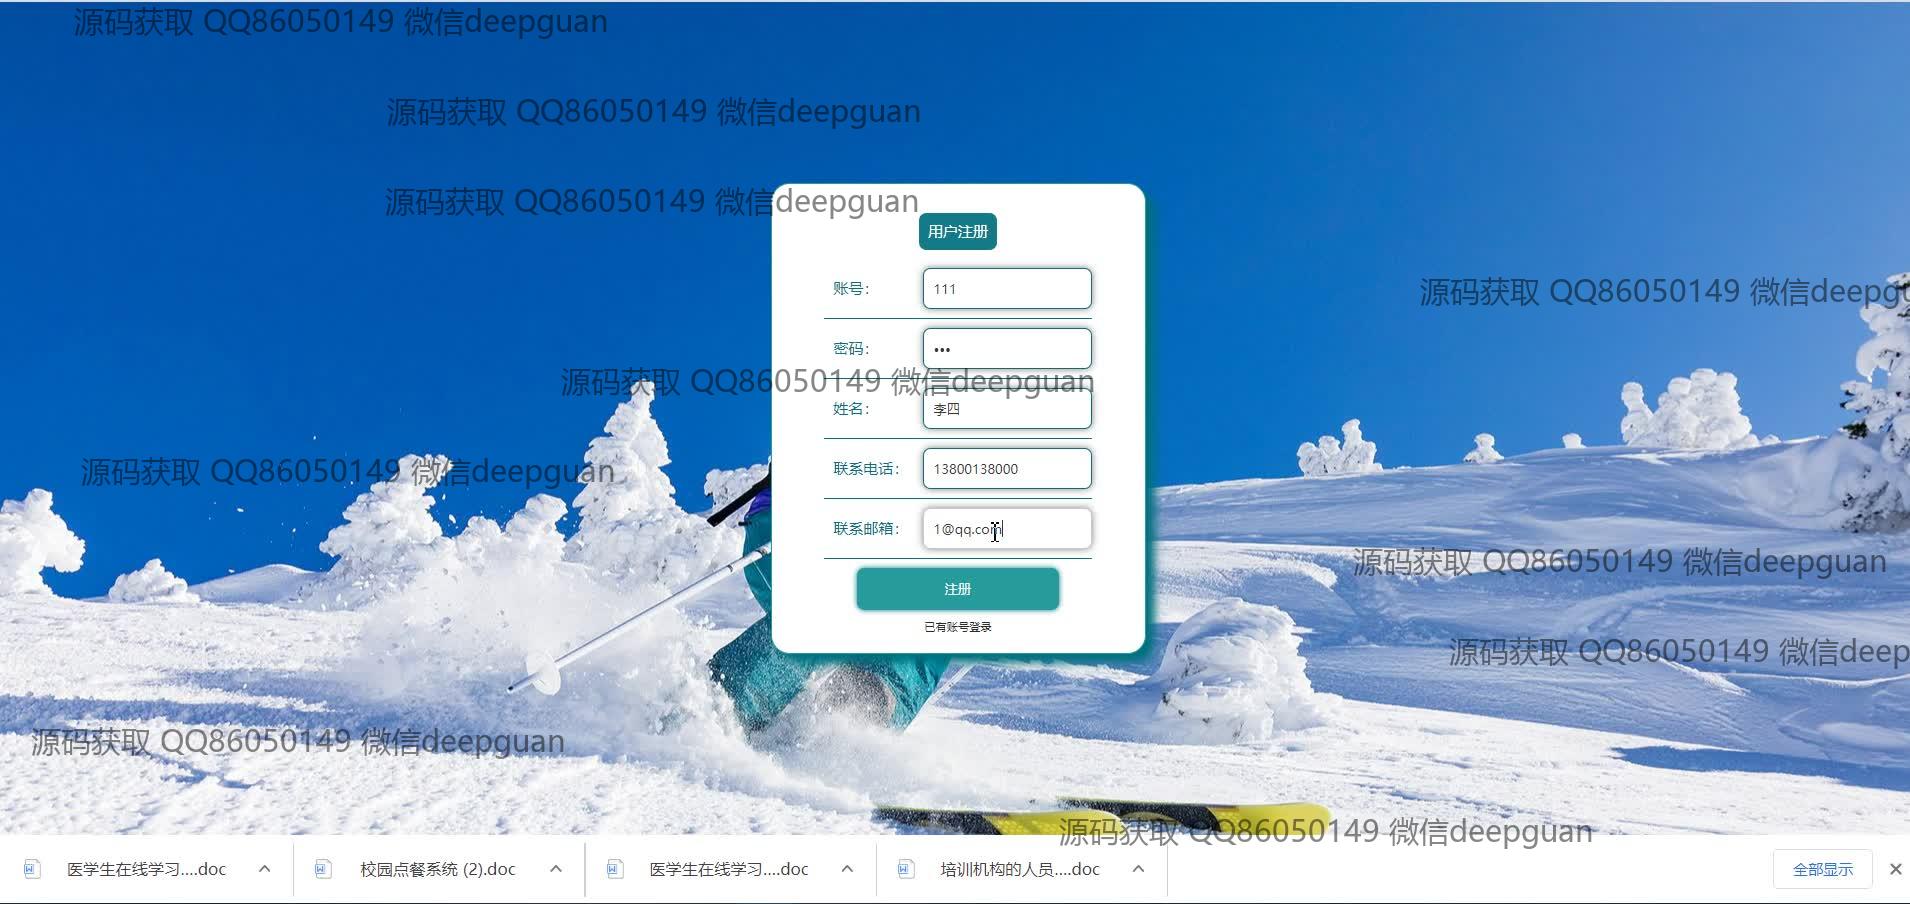 源码获取 QQ86050149 微信deepguan
源码获取 QQ86050149 微信deepguan
源码获取 QQ86050149 微信deepguan
用户注册
源码获取 QQ86050149 微信deepgu
账号： 111
密码： •••
源码获取 QQ86050149 微信deepguan
姓名： 李四
联系电话： 13800138000
源码获取 QQ86050149 微信deepguan
联系邮箱： 1@qq.com
源码获取 QQ86050149 微信deepguan
注册
已有账号登录
源码获取 QQ86050149 微信deep
源码获取 QQ86050149 微信deepguan
源码获取 QQ86050149 微信deepguan
医学生在线学习....doc 校园点餐系统 (2).doc 医学生在线学习....doc 培训机构的人员....doc 全部显示